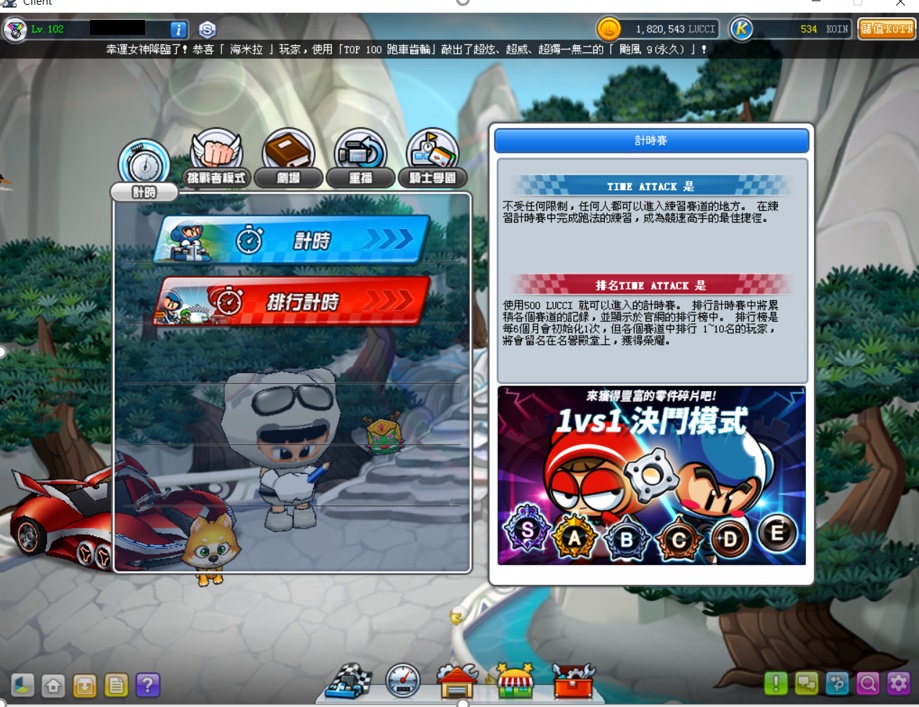 Client
Lv.102
i
S
1,820,543 LUCCI
K
534 KOIN
儲值KOIN
幸運女神降臨了! 恭喜「 海米拉 」玩家,使用「TOP 100 跑車齒輪」敲出了超炫、超威、超獨一無二的「 颱風 9(永久) 」!
計時
挑戰者模式
劇場
重播
騎士學園
計時
排行計時
計時賽
TIME ATTACK 是
不受任何限制,任何人都可以進入練習賽道的地方。 在練
習計時賽中完成跑法的練習,成為競速高手的最佳捷徑。
排名TIME ATTACK 是
使用500 LUCCI 就可以進入的計時賽。 排行計時賽中將累
積各個賽道的記錄,並顯示於官網的排行榜中。 排行榜是
每6個月會初始化1次,但各個賽道中排行 1~10名的玩家,
將會留名在名譽殿堂上,獲得榮耀。
來獲得豐富的零件碎片吧!
1vs1 決鬥模式
S A B C D E
?
!